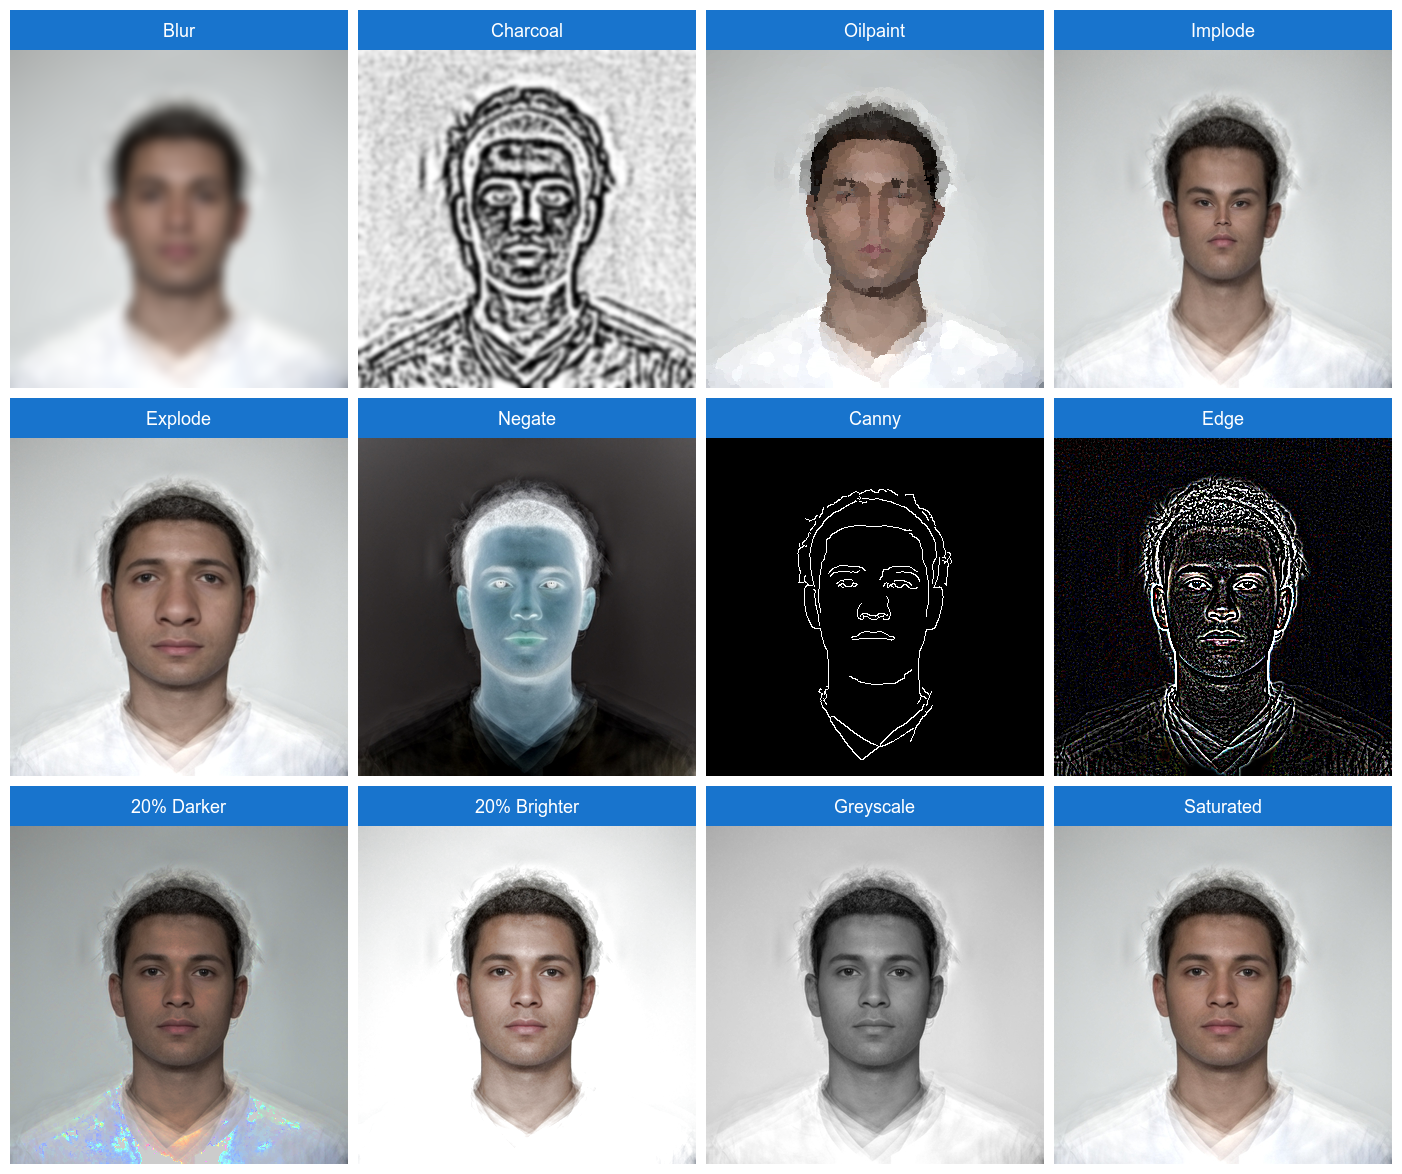 Blur
Charcoal
Oilpaint
Implode
Explode
Negate
Canny
Edge
20% Darker
20% Brighter
Greyscale
Saturated